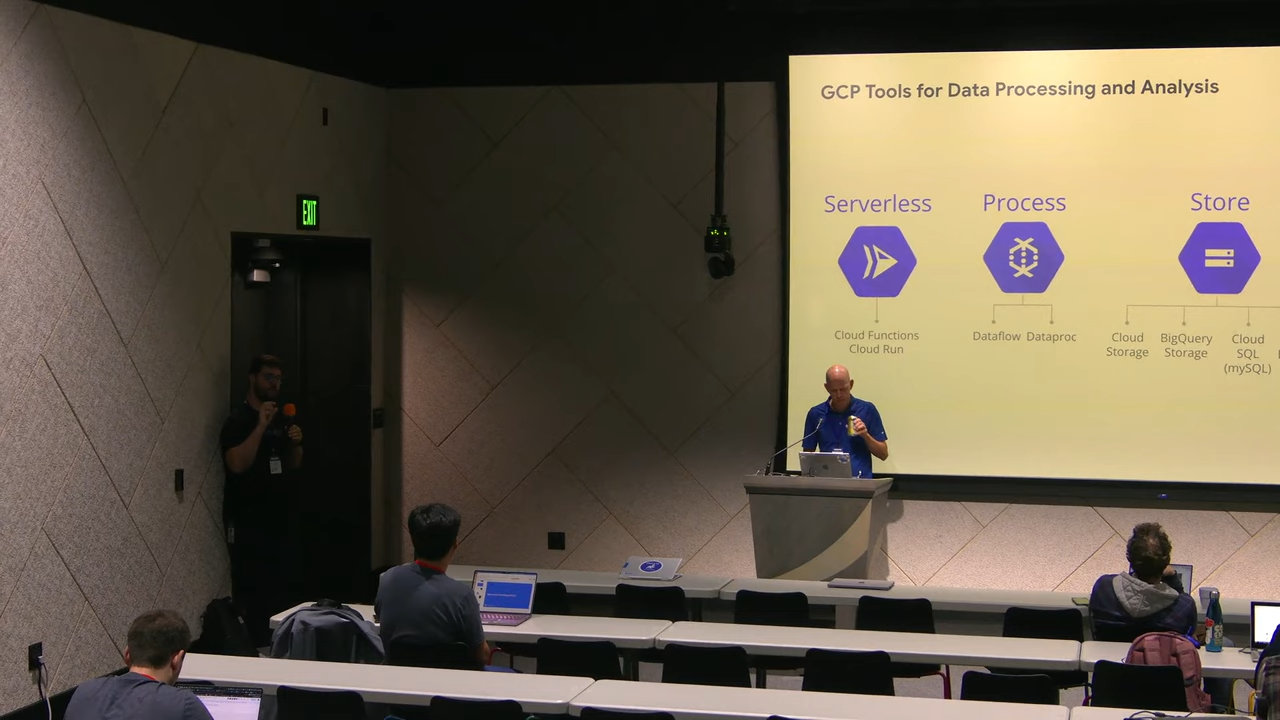 GCP Tools for Data Processing and Analysis
EXIT
Serverless
Process
Store
Cloud Functions
Cloud Run
Dataflow
Dataproc
Cloud
Storage
BigQuery
Storage
Cloud
SQL
(mySQL)